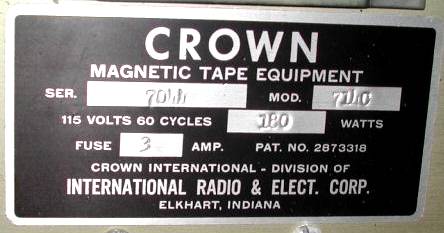 CROWN
MAGNETIC TAPE EQUIPMENT
SER. MOD.
115 VOLTS 60 CYCLES 180 WATTS
FUSE 3 AMP. PAT. NO. 2873318
CROWN INTERNATIONAL - DIVISION OF
INTERNATIONAL RADIO & ELECT. CORP.
ELKHART, INDIANA